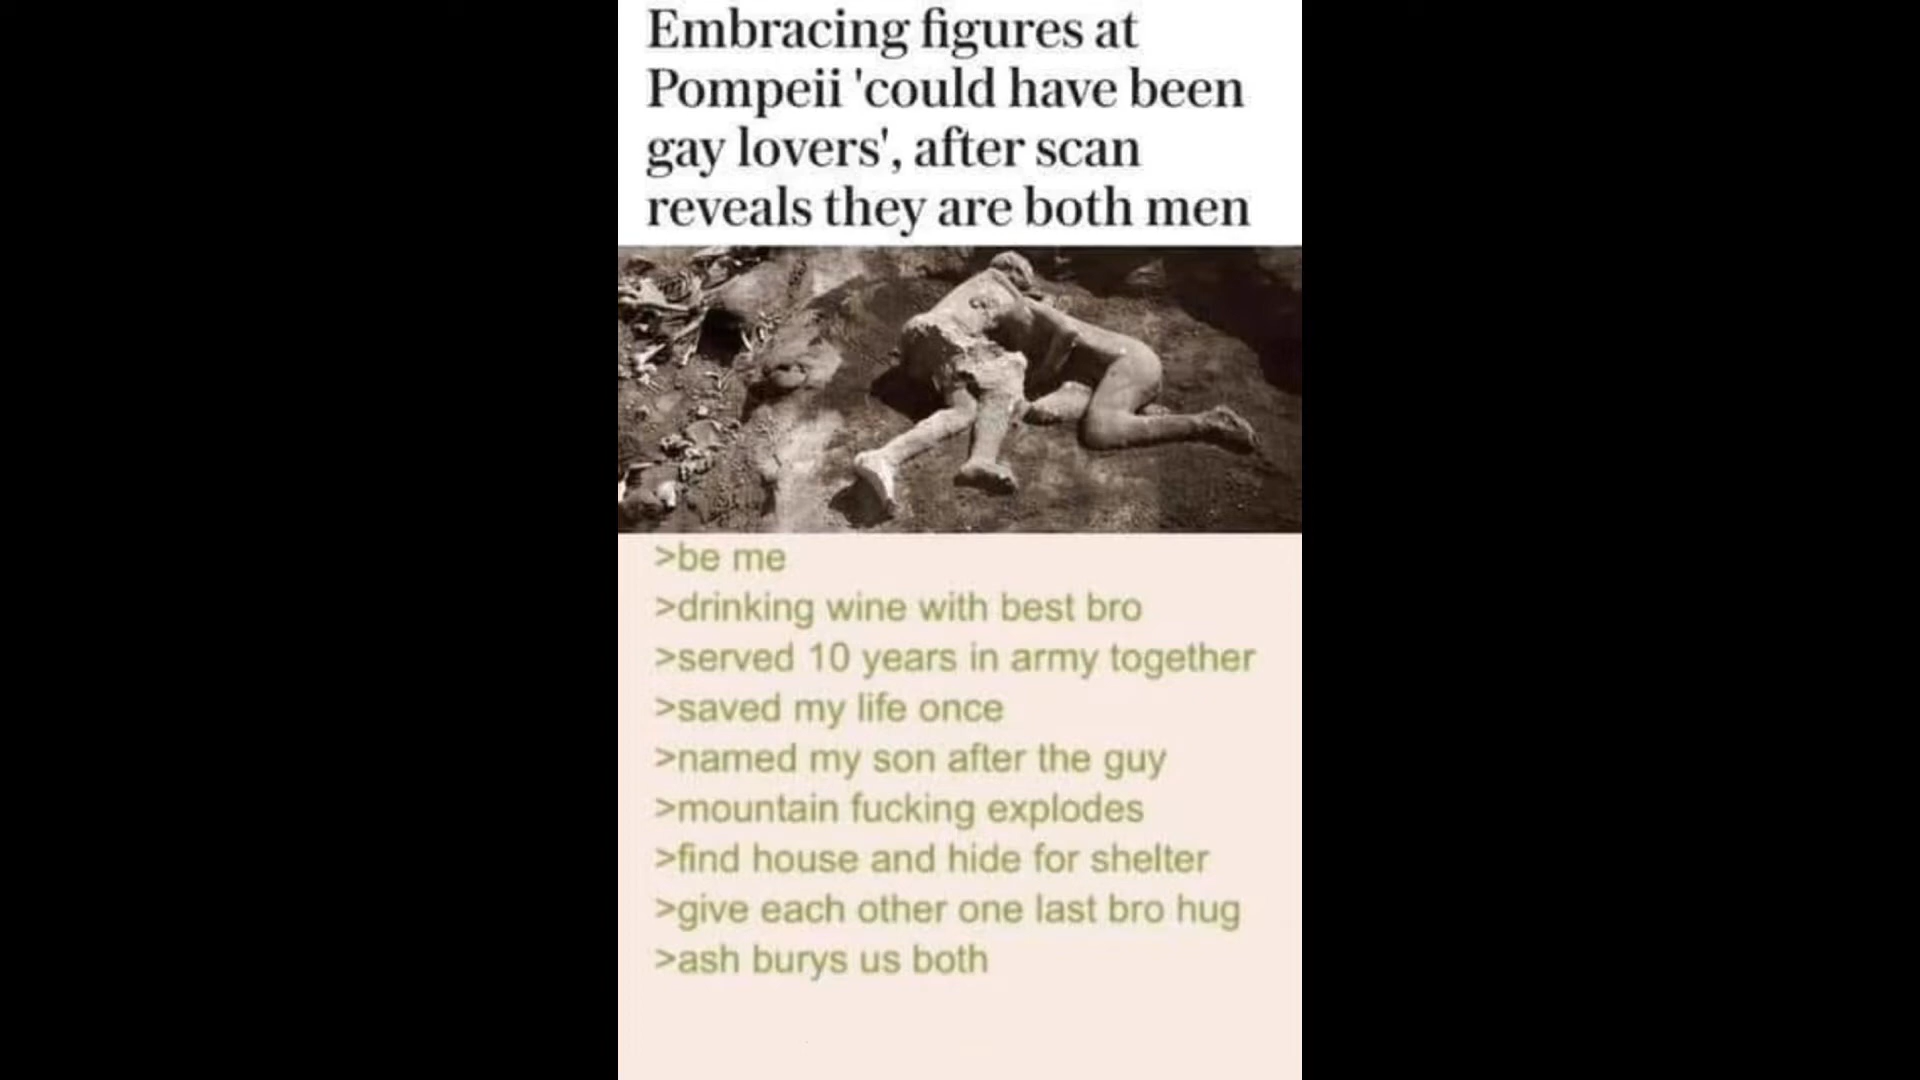 Embracing figures at
Pompeii 'could have been
gay lovers', after scan
reveals they are both men
>be me
>drinking wine with best bro
>served 10 years in army together
>saved my life once
>named my son after the guy
>mountain fucking explodes
>find house and hide for shelter
>give each other one last bro hug
>ash burys us both